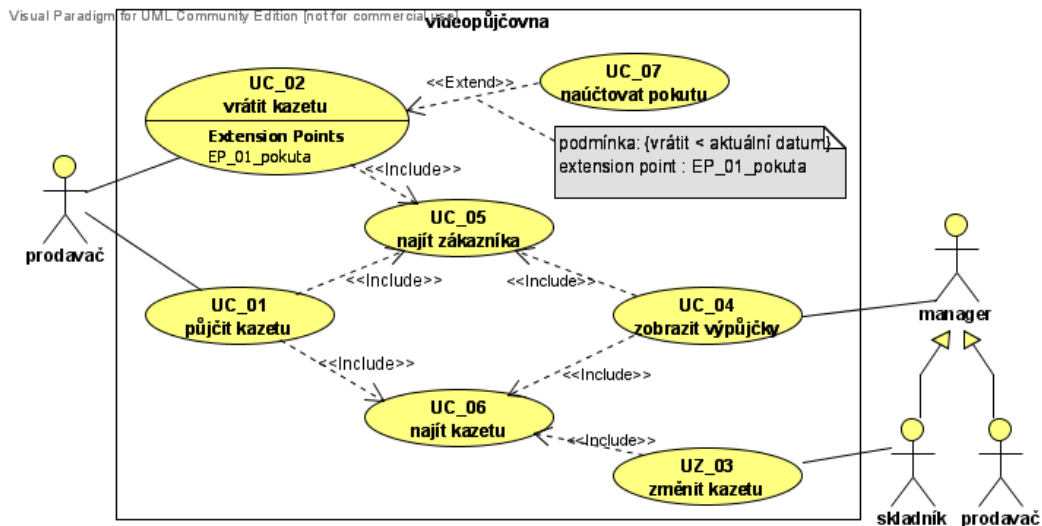 Visual Paradigm for UML Community Edition [not for commercial use]
videopůjčovna
UC_02
vrátit kazetu
Extension Points
EP_01_pokuta
<<Extend>>
UC_07
naúčtovat pokutu
podmínka: {vrátit < aktuální datum}
extension point : EP_01_pokuta
<<Include>>
prodavač
UC_05
najít zákazníka
<<Include>>
<<Include>>
UC_01
půjčit kazetu
UC_04
zobrazit výpůjčky
manager
<<Include>>
<<Include>>
UC_06
najít kazetu
<<Include>>
UZ_03
změnit kazetu
skladník
prodavač